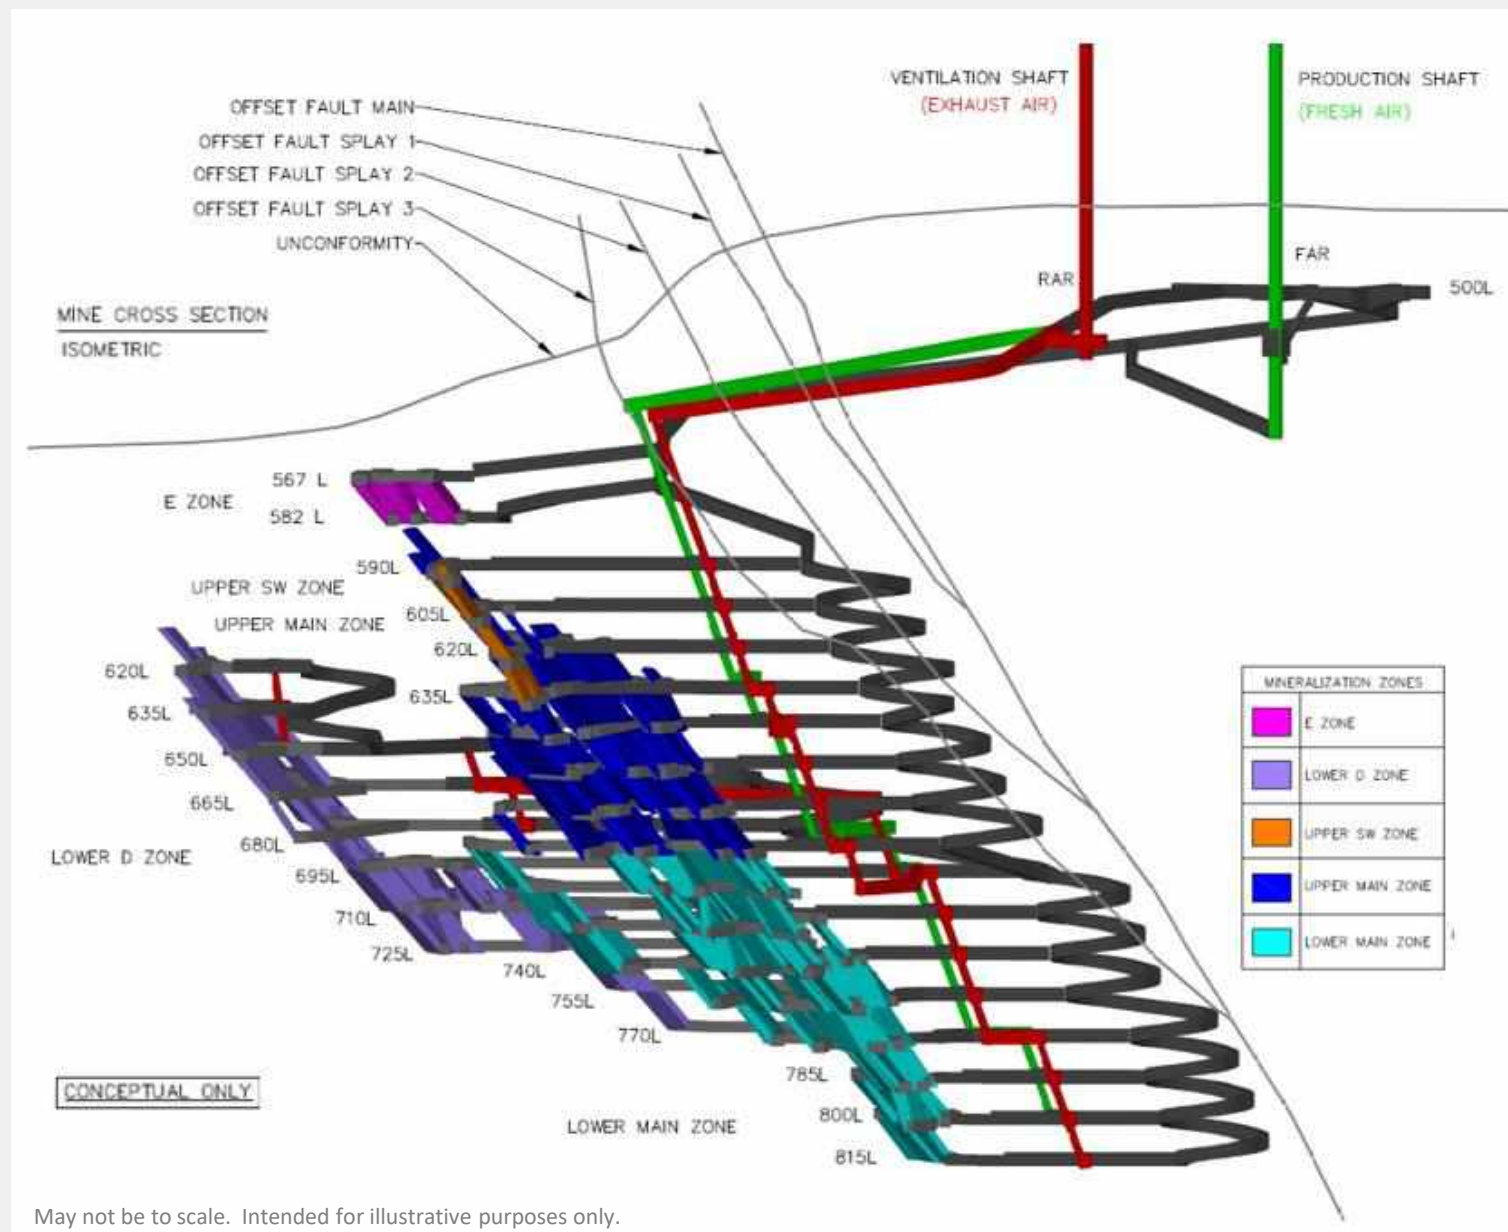 VENTILATION SHAFT
(EXHAUST AIR)
PRODUCTION SHAFT
(FRESH AIR)
OFFSET FAULT MAIN
OFFSET FAULT SPLAY 1
OFFSET FAULT SPLAY 2
OFFSET FAULT SPLAY 3
UNCONFORMITY
FAR
RAR
500L
MINE CROSS SECTION
ISOMETRIC
567 L
E ZONE
582 L
590L
UPPER SW ZONE
605L
UPPER MAIN ZONE
620L
620L
635L
635L
650L
665L
680L
LOWER D ZONE
695L
710L
725L
740L
755L
770L
785L
800L
815L
LOWER MAIN ZONE
CONCEPTUAL ONLY
MINERALIZATION ZONES
E ZONE
LOWER D ZONE
UPPER SW ZONE
UPPER MAIN ZONE
LOWER MAIN ZONE
May not be to scale. Intended for illustrative purposes only.